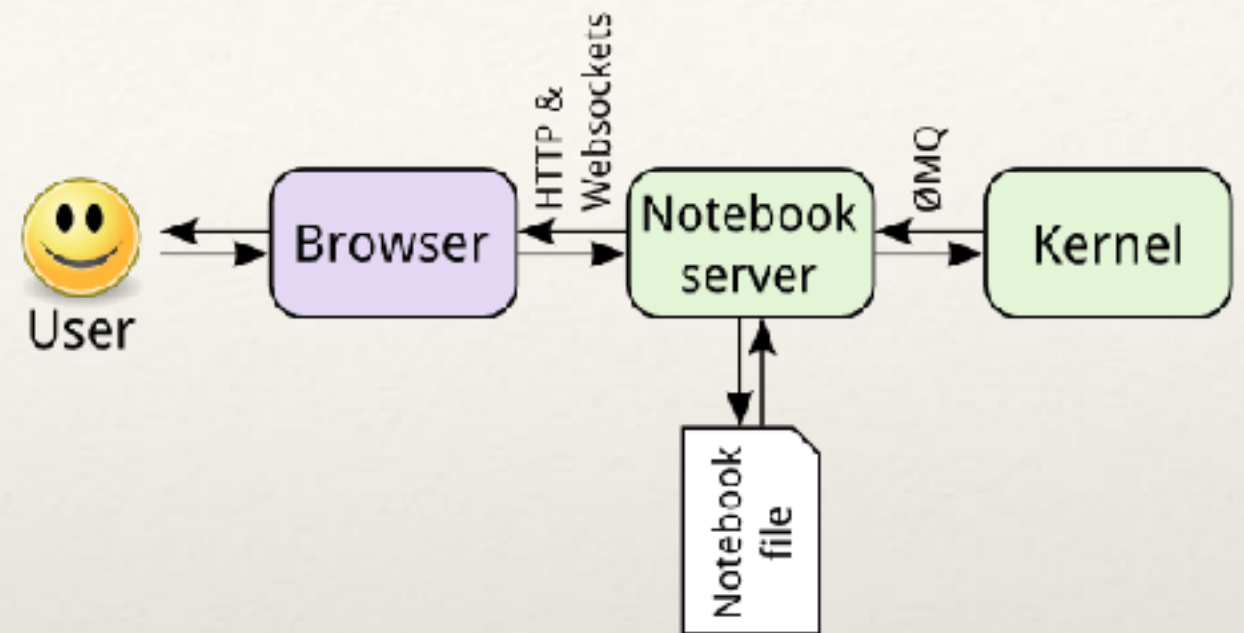 User
Browser
HTTP &
Websockets
Notebook
server
ØMQ
Kernel
Notebook
file